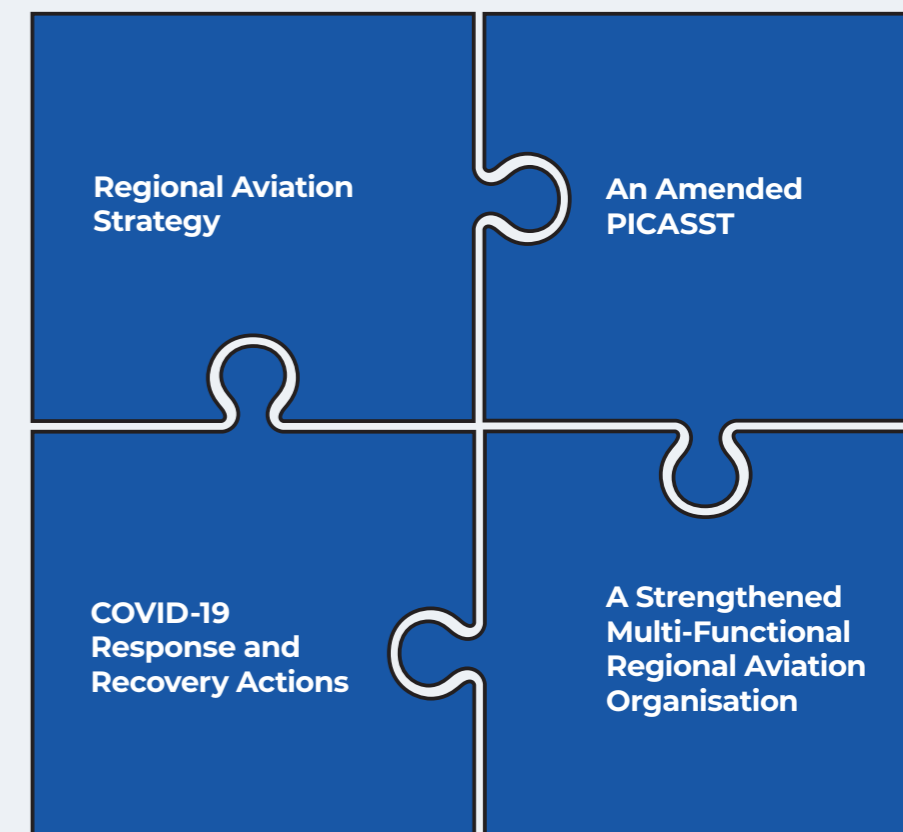 Regional Aviation
Strategy
An Amended
PICASST
COVID-19
Response and
Recovery Actions
A Strengthened
Multi-Functional
Regional Aviation
Organisation